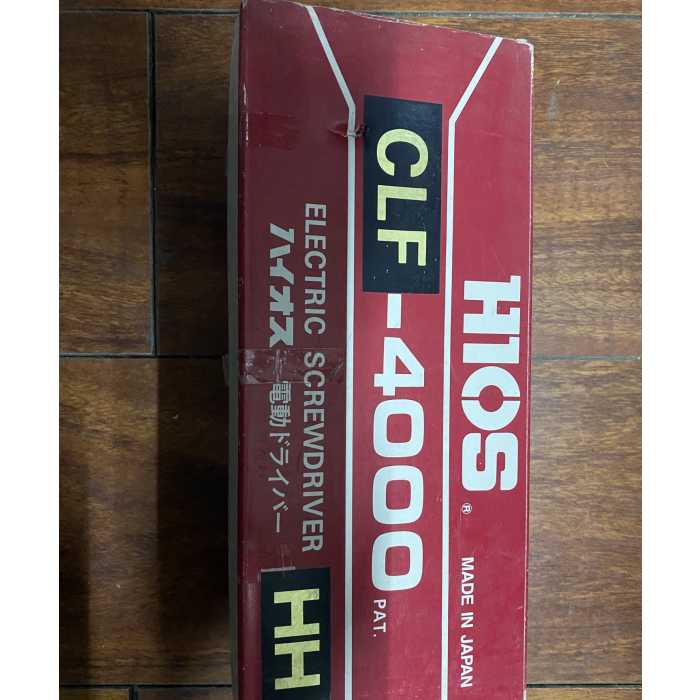 HIOS®
MADE IN JAPAN
CLF-4000 PAT.
ELECTRIC SCREWDRIVER
ハイオス電動ドライバー
HH